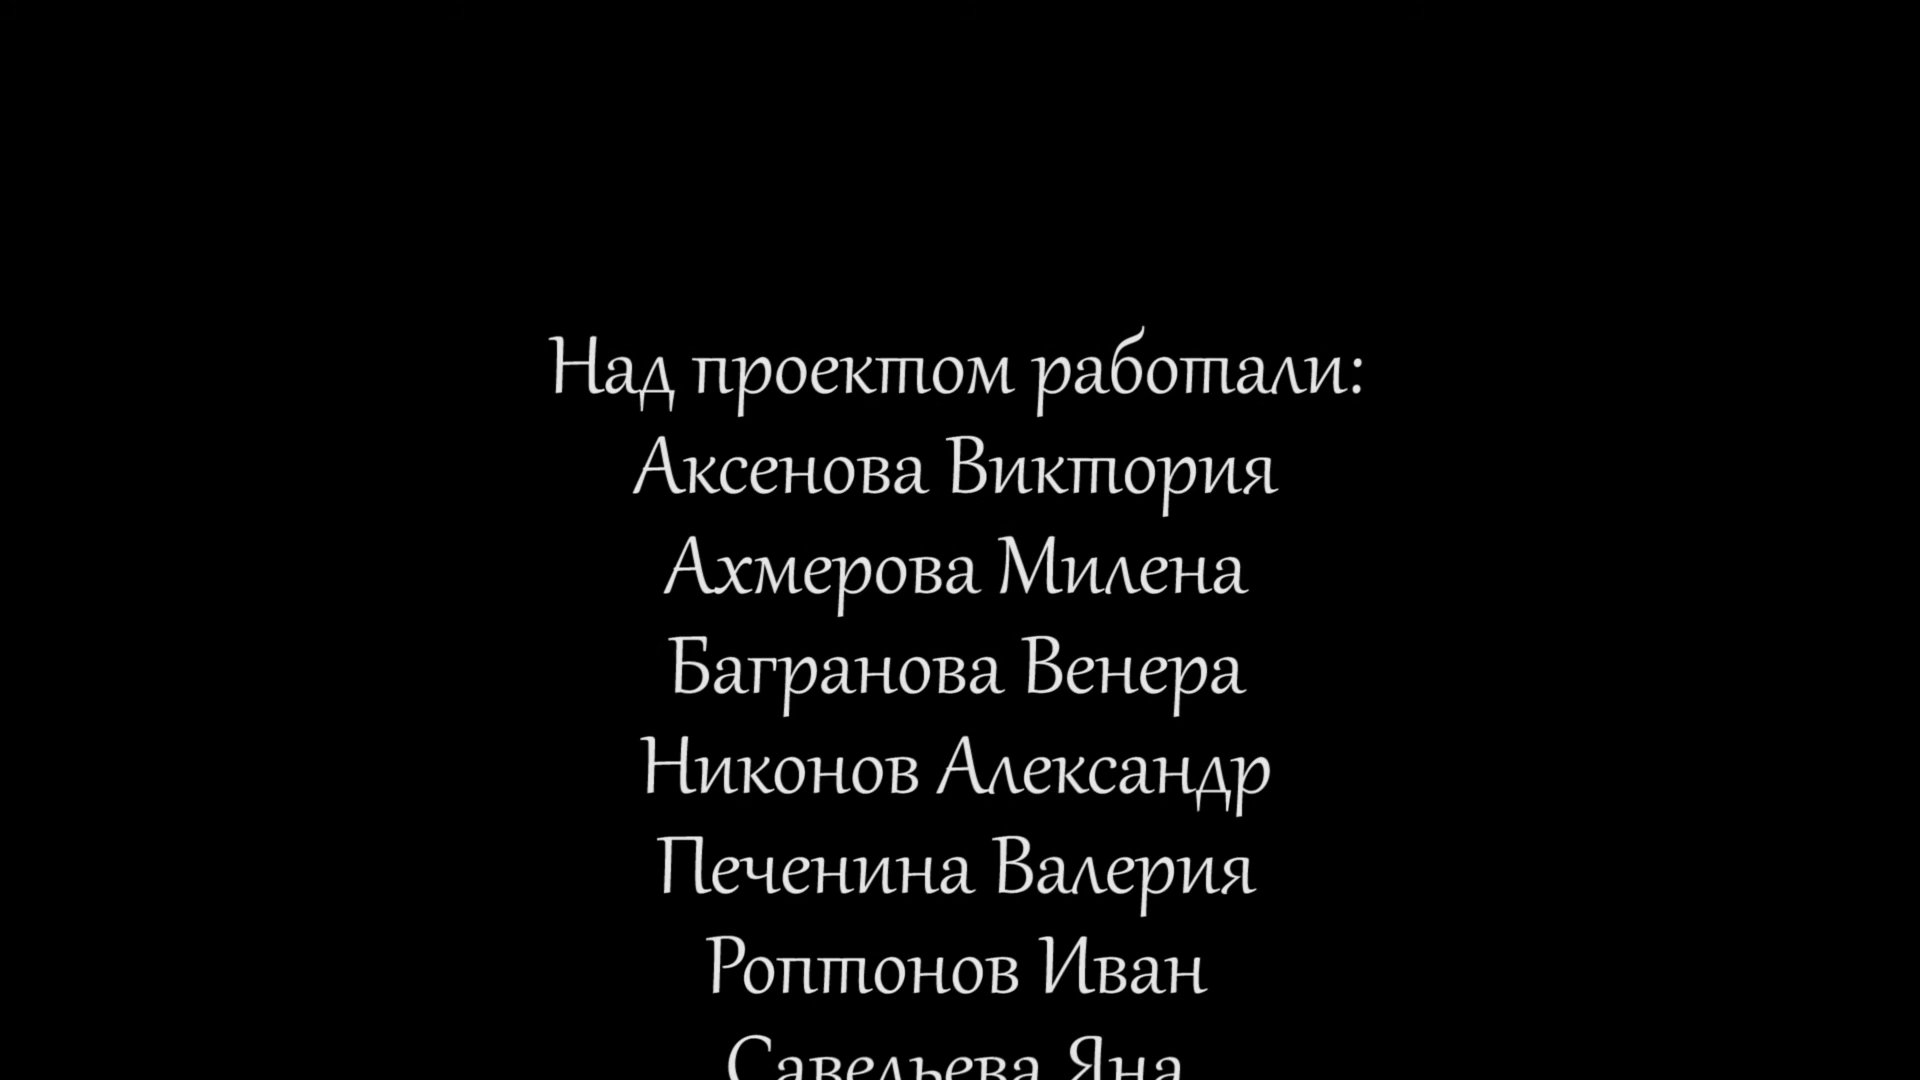 Над проектом работали:
Аксенова Виктория
Ахмерова Милена
Багранова Венера
Никонов Александр
Печенина Валерия
Роптонов Иван
Савельева Яна